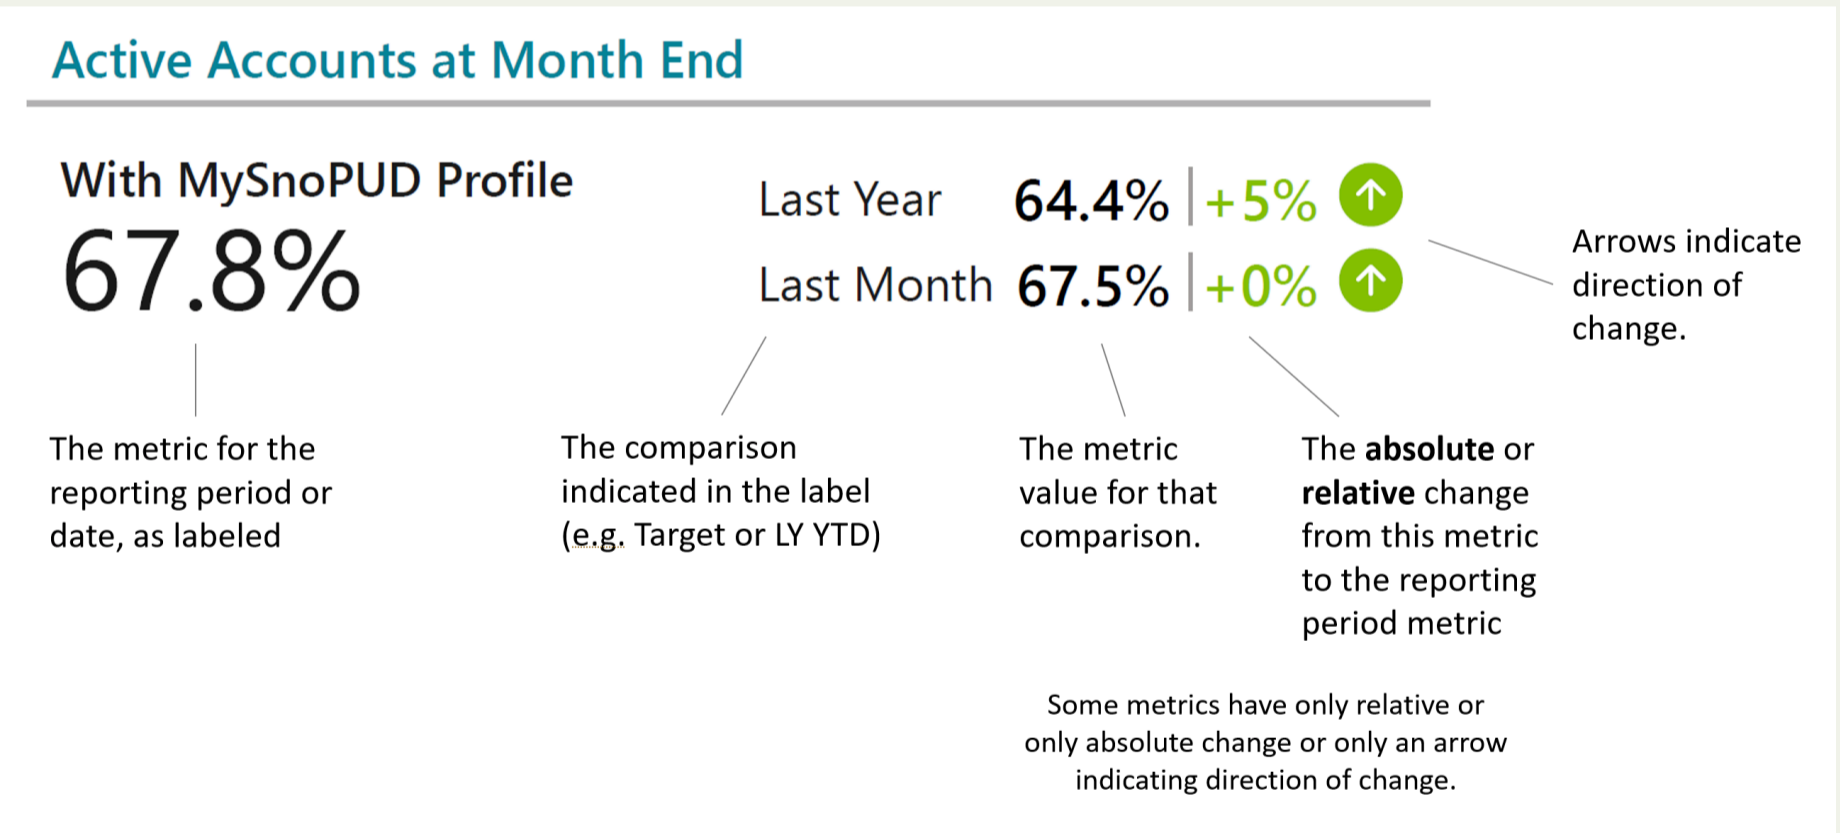 Active Accounts at Month End
With MySnoPUD Profile
67.8%
Last Year 64.4% +5%
Last Month 67.5% +0%
Arrows indicate
direction of
change.
The metric for the
reporting period or
date, as labeled
The comparison
indicated in the label
(e.g. Target or LY YTD)
The metric
value for that
comparison.
The absolute or
relative change
from this metric
to the reporting
period metric
Some metrics have only relative or
only absolute change or only an arrow
indicating direction of change.